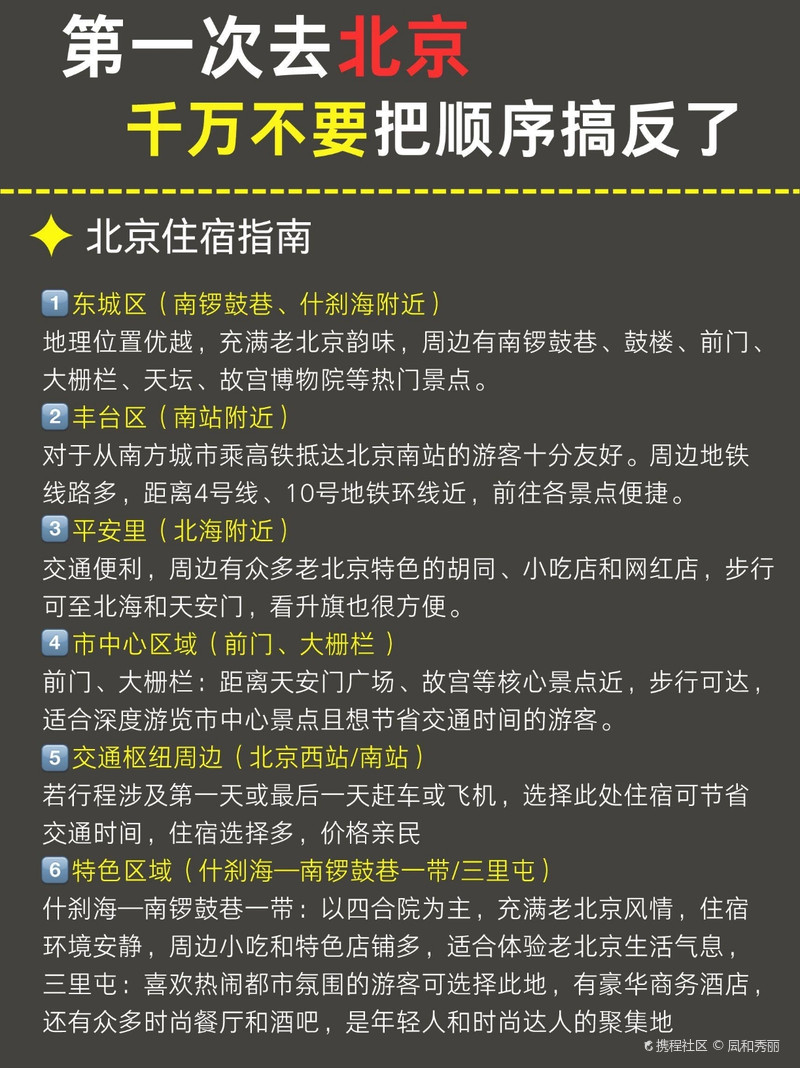 第一次去北京
千万不要把顺序搞反了
北京住宿指南
1 东城区（南锣鼓巷、什刹海附近）
地理位置优越，充满老北京韵味，周边有南锣鼓巷、鼓楼、前门、
大栅栏、天坛、故宫博物院等热门景点。
2 丰台区（南站附近）
对于从南方城市乘高铁抵达北京南站的游客十分友好。周边地铁
线路多，距离4号线、10号地铁环线近，前往各景点便捷。
3 平安里（北海附近）
交通便利，周边有众多老北京特色的胡同、小吃店和网红店，步行
可至北海和天安门，看升旗也很方便。
4 市中心区域（前门、大栅栏 ）
前门、大栅栏：距离天安门广场、故宫等核心景点近，步行可达，
适合深度游览市中心景点且想节省交通时间的游客。
5 交通枢纽周边（北京西站/南站）
若行程涉及第一天或最后一天赶车或飞机，选择此处住宿可节省
交通时间，住宿选择多，价格亲民
6 特色区域（什刹海—南锣鼓巷一带/三里屯）
什刹海—南锣鼓巷一带：以四合院为主，充满老北京风情，住宿
环境安静，周边小吃和特色店铺多，适合体验老北京生活气息，
三里屯：喜欢热闹都市氛围的游客可选择此地，有豪华商务酒店，
还有众多时尚餐厅和酒吧，是年轻人和时尚达人的聚集地
携程社区 © 凨和秀丽